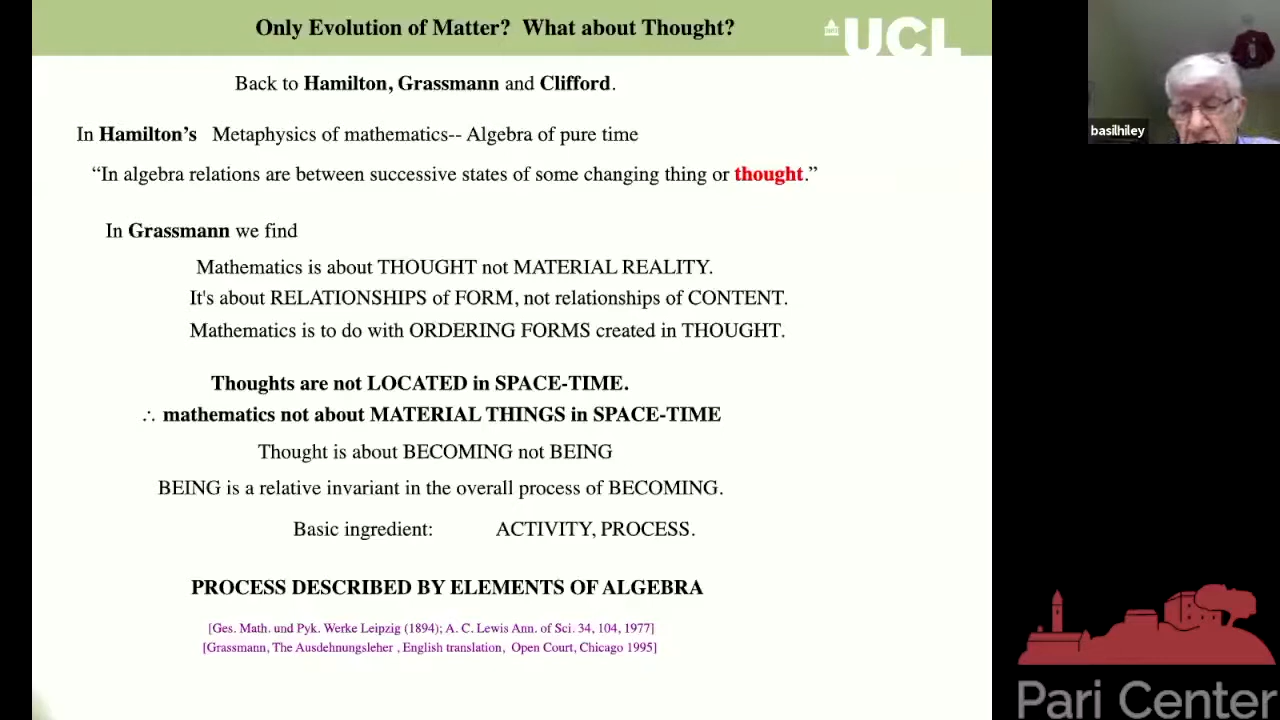 Only Evolution of Matter? What about Thought?
UCL
Back to Hamilton, Grassmann and Clifford.
In Hamilton's Metaphysics of mathematics-- Algebra of pure time
“In algebra relations are between successive states of some changing thing or thought.”
In Grassmann we find
Mathematics is about THOUGHT not MATERIAL REALITY.
It's about RELATIONSHIPS of FORM, not relationships of CONTENT.
Mathematics is to do with ORDERING FORMS created in THOUGHT.
Thoughts are not LOCATED in SPACE-TIME.
∴ mathematics not about MATERIAL THINGS in SPACE-TIME
Thought is about BECOMING not BEING
BEING is a relative invariant in the overall process of BECOMING.
Basic ingredient: ACTIVITY, PROCESS.
PROCESS DESCRIBED BY ELEMENTS OF ALGEBRA
[Ges. Math. und Pyk. Werke Leipzig (1894); A. C. Lewis Ann. of Sci. 34, 104, 1977]
[Grassmann, The Ausdehnungsleher , English translation, Open Court, Chicago 1995]
basilhiley
Pari Center